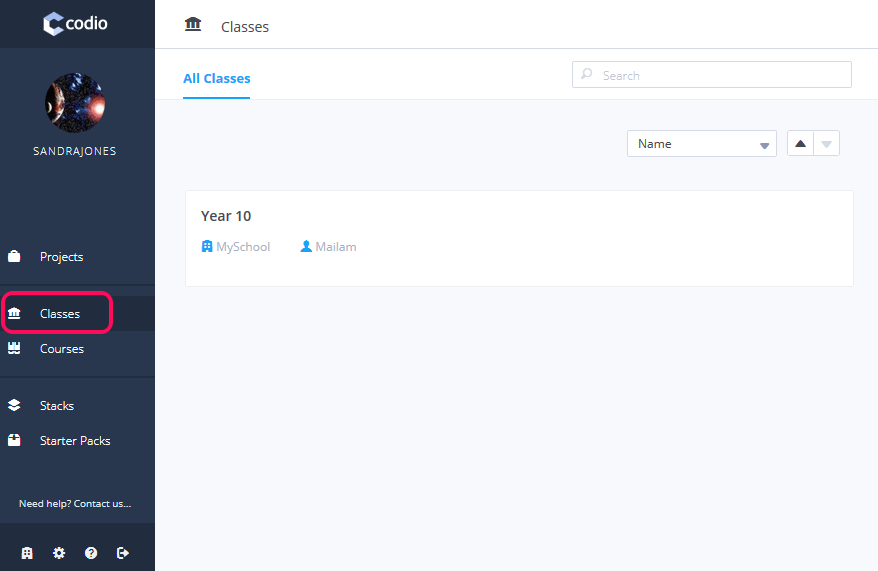 codio
SANDRAJONES
Projects
Classes
Courses
Stacks
Starter Packs
Need help? Contact us...
Classes
All Classes
Search
Name
Year 10
MySchool Mailam